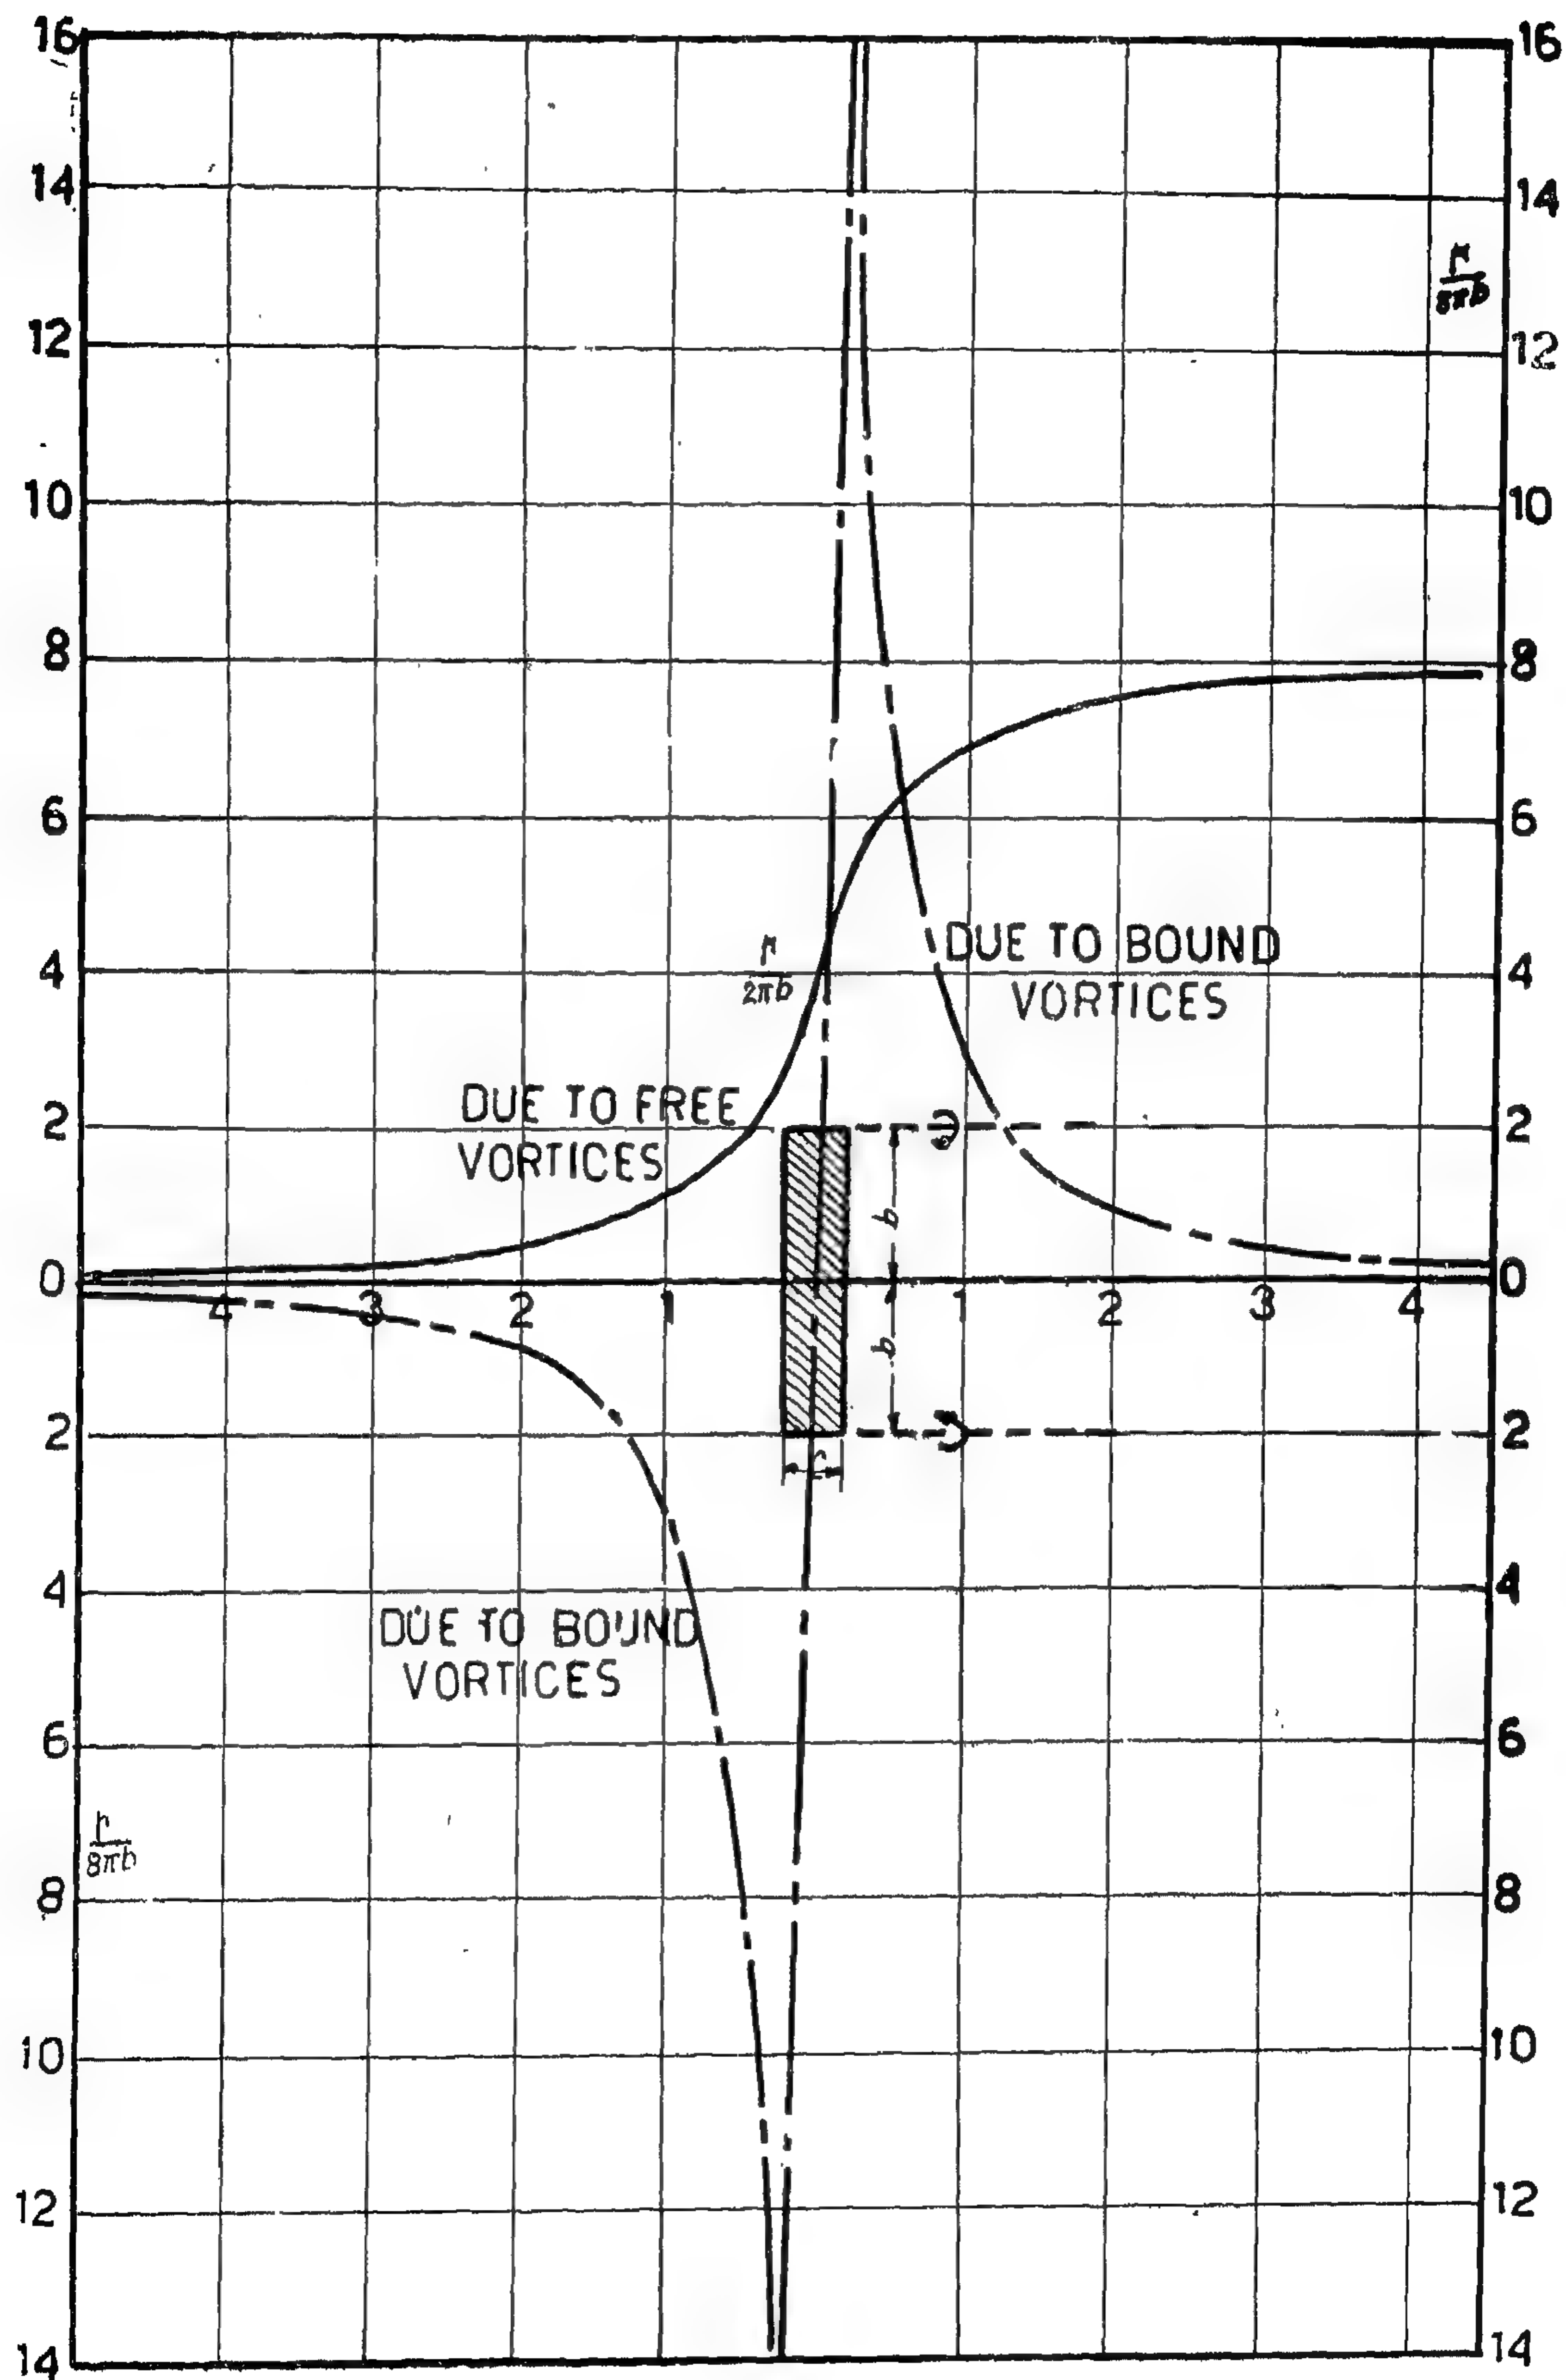 16 16
14 14
Γ
8πb
12 12
10 10
8 8
6 6
DUE TO BOUND
VORTICES
Γ
2πb
4 4
DUE TO FREE
VORTICES
2 2
b
0 0
4 3 2 1 1 2 3 4
b
2 2
4 4
DUE TO BOUND
VORTICES
6 6
Γ
8πb
8 8
10 10
12 12
14 14